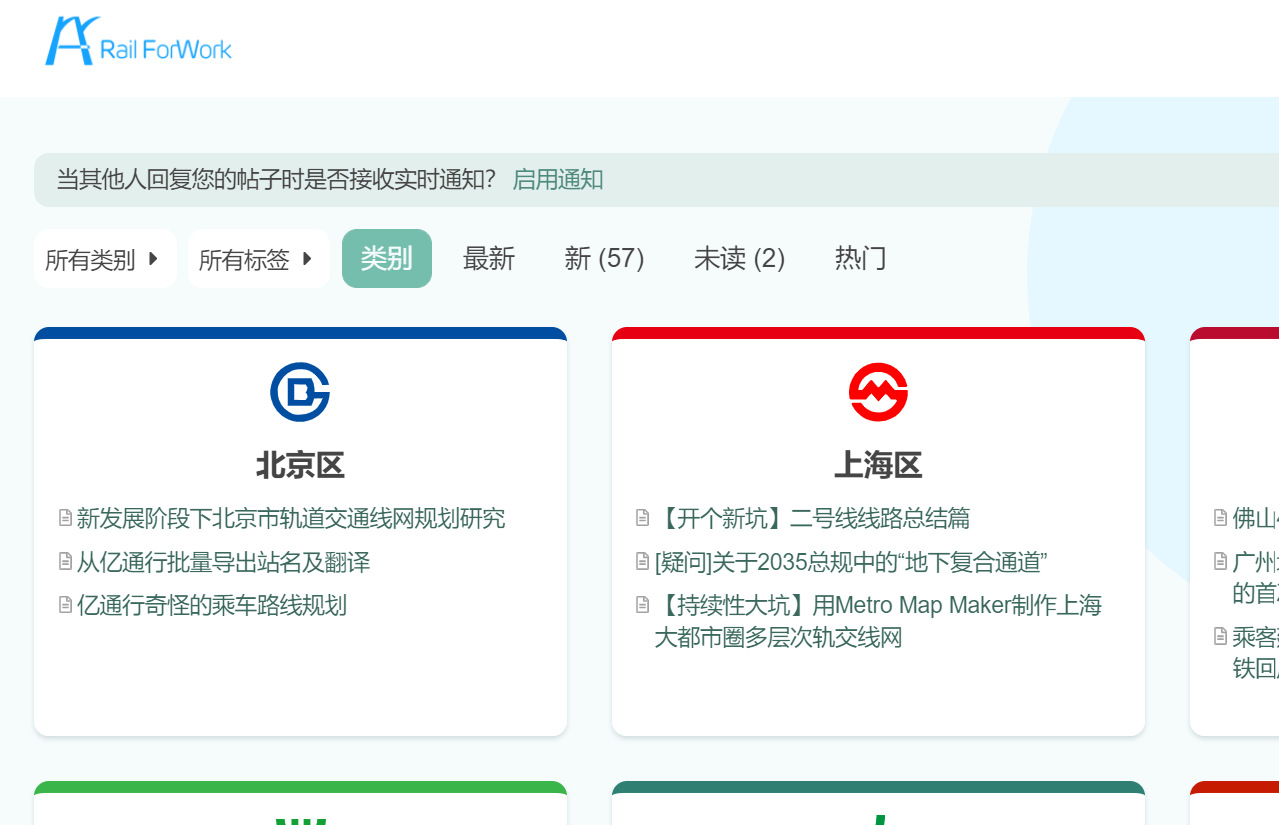 Rail ForWork
当其他人回复您的帖子时是否接收实时通知？ 启用通知
所有类别 所有标签 类别 最新 新 (57) 未读 (2) 热门
北京区
新发展阶段下北京市轨道交通线网规划研究
从亿通行批量导出站名及翻译
亿通行奇怪的乘车路线规划
上海区
【开个新坑】二号线线路总结篇
[疑问]关于2035总规中的“地下复合通道”
【持续性大坑】用Metro Map Maker制作上海
大都市圈多层次轨交线网
佛山
广州
的首
乘客
铁回